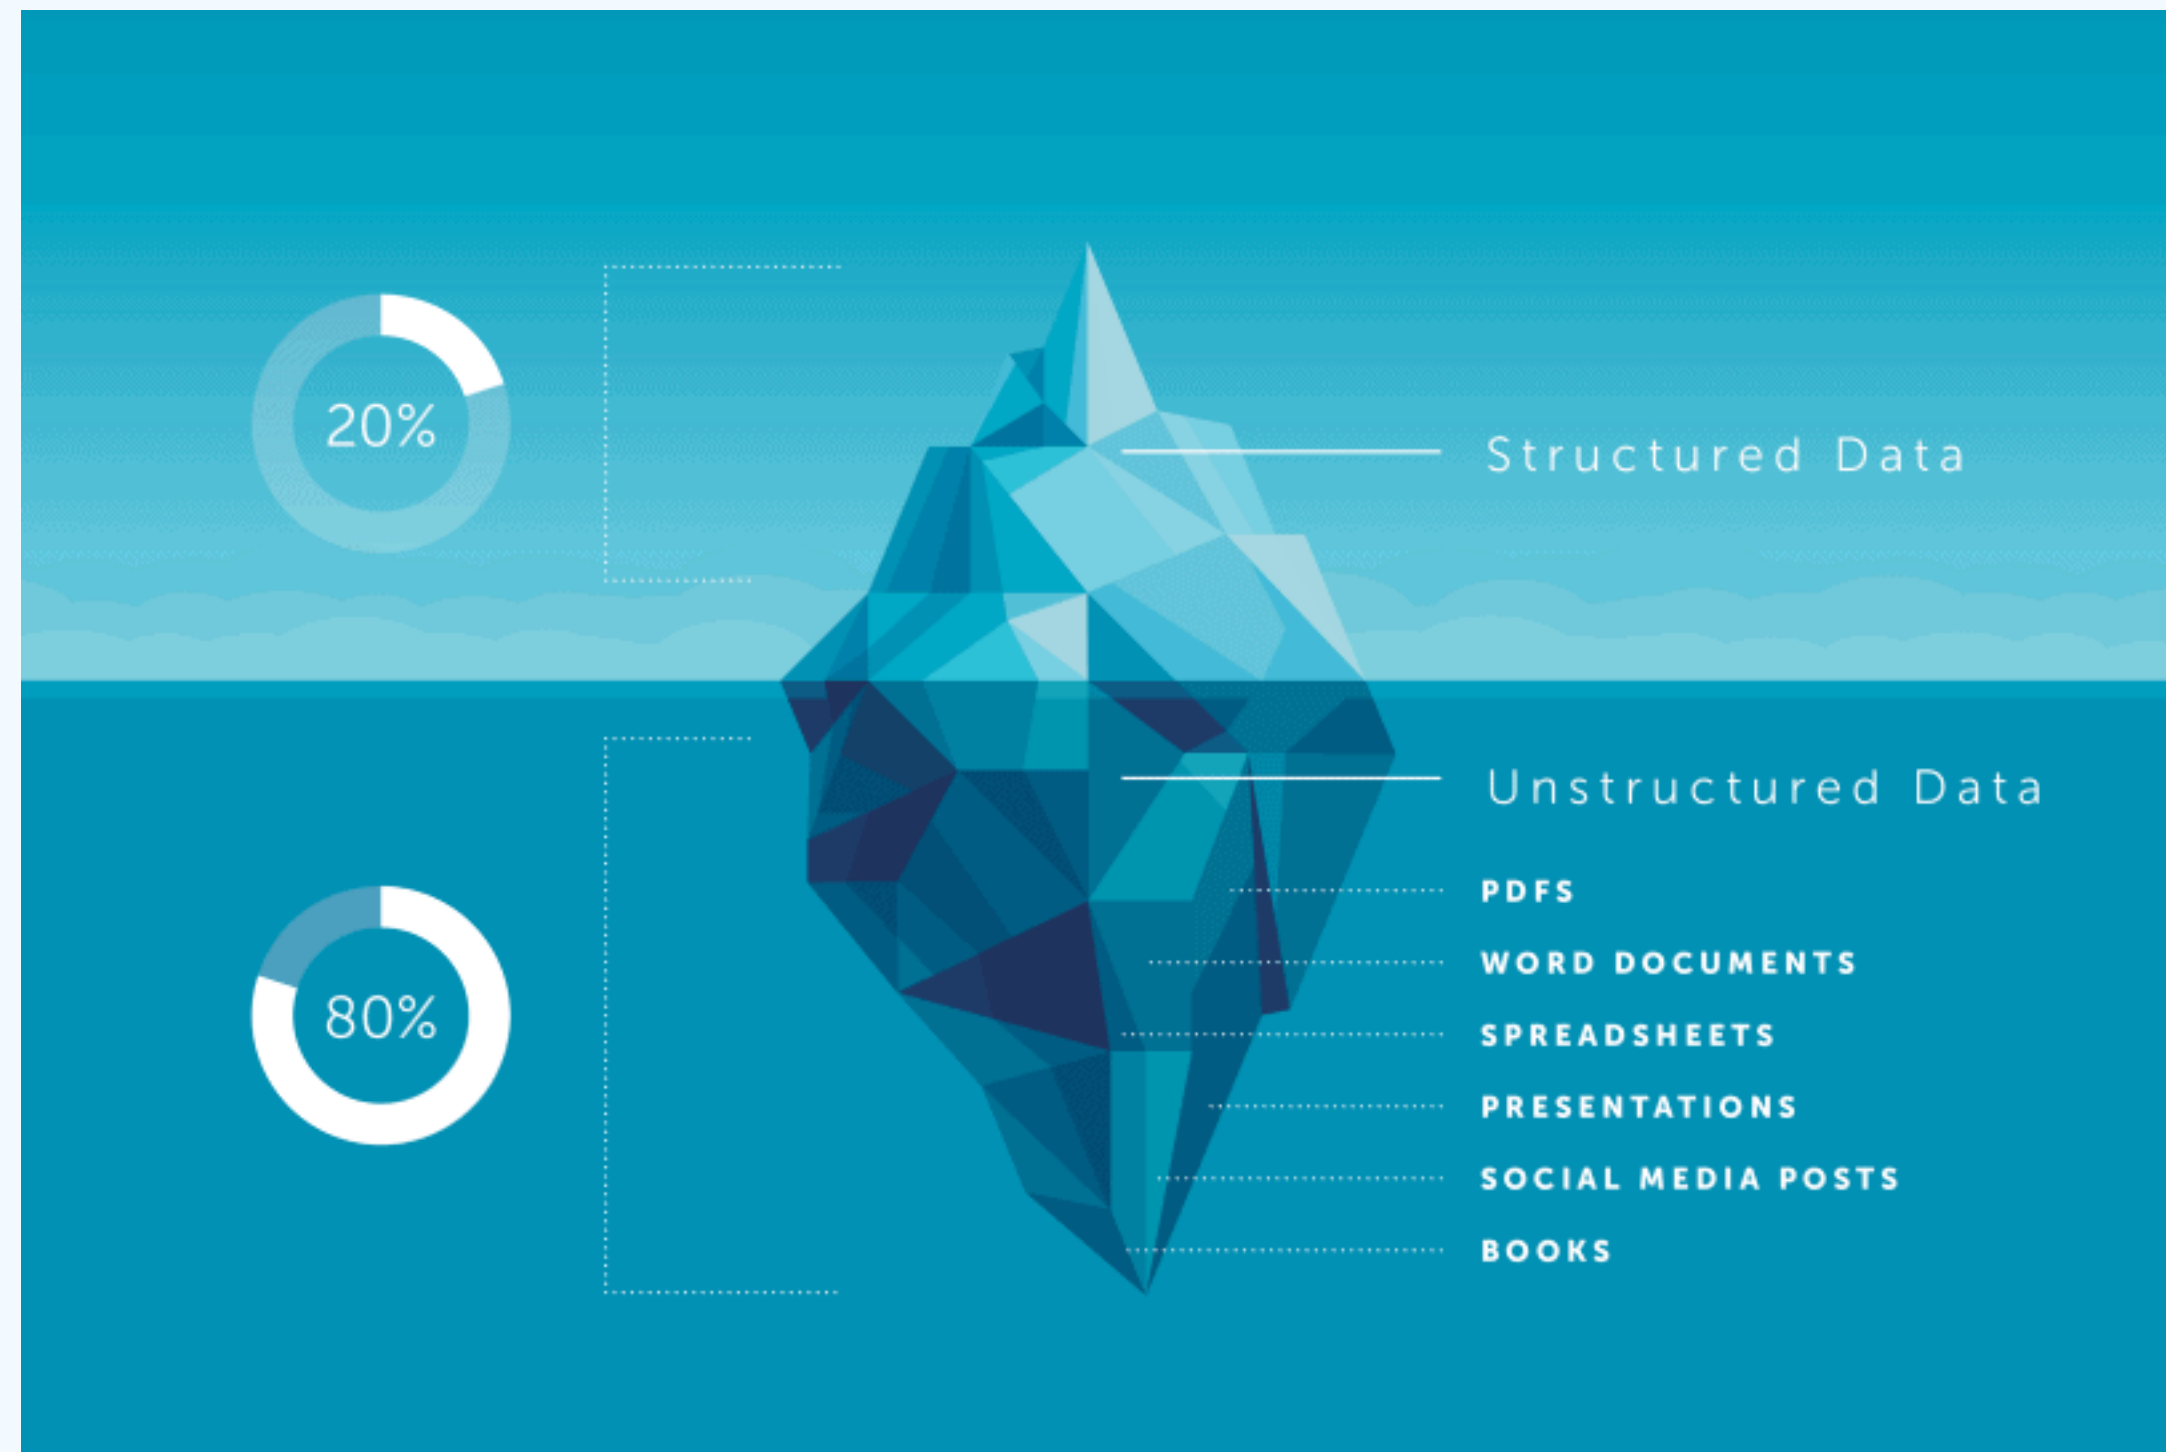 20%
Structured Data
Unstructured Data
PDFS
WORD DOCUMENTS
80%
SPREADSHEETS
PRESENTATIONS
SOCIAL MEDIA POSTS
BOOKS